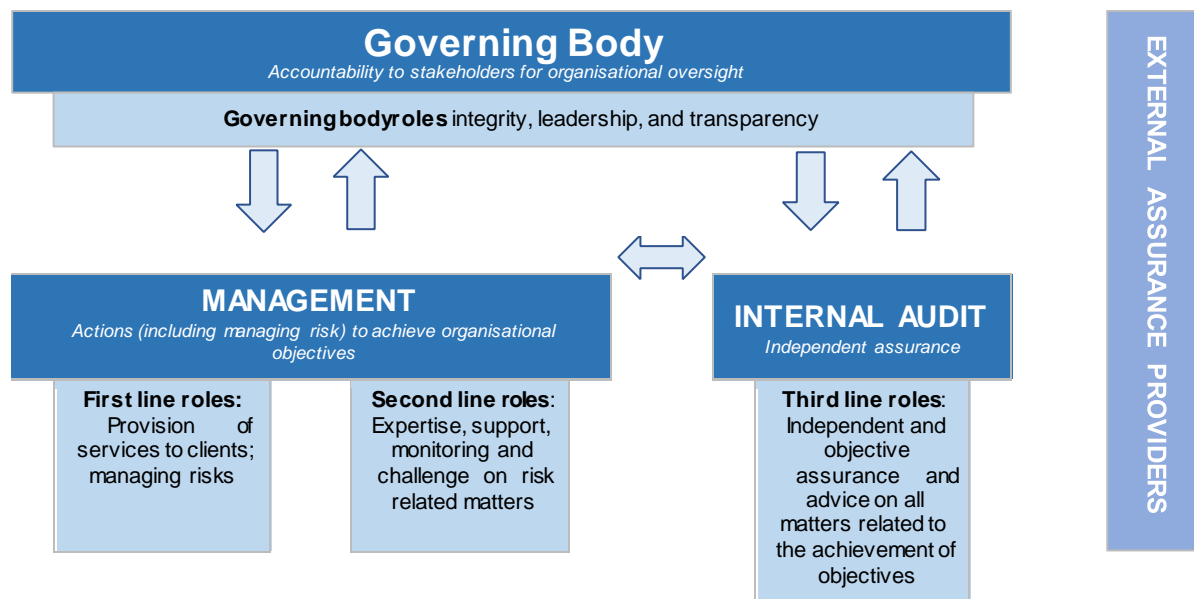 Governing Body
Accountability to stakeholders for organisational oversight
Governing body roles integrity, leadership, and transparency
MANAGEMENT
Actions (including managing risk) to achieve organisational
objectives
First line roles:
Provision of
services to clients;
managing risks
Second line roles:
Expertise, support,
monitoring and
challenge on risk
related matters
INTERNAL AUDIT
Independent assurance
Third line roles:
Independent and
objective
assurance and
advice on all
matters related to
the achievement of
objectives
EXTERNAL ASSURANCE PROVIDERS